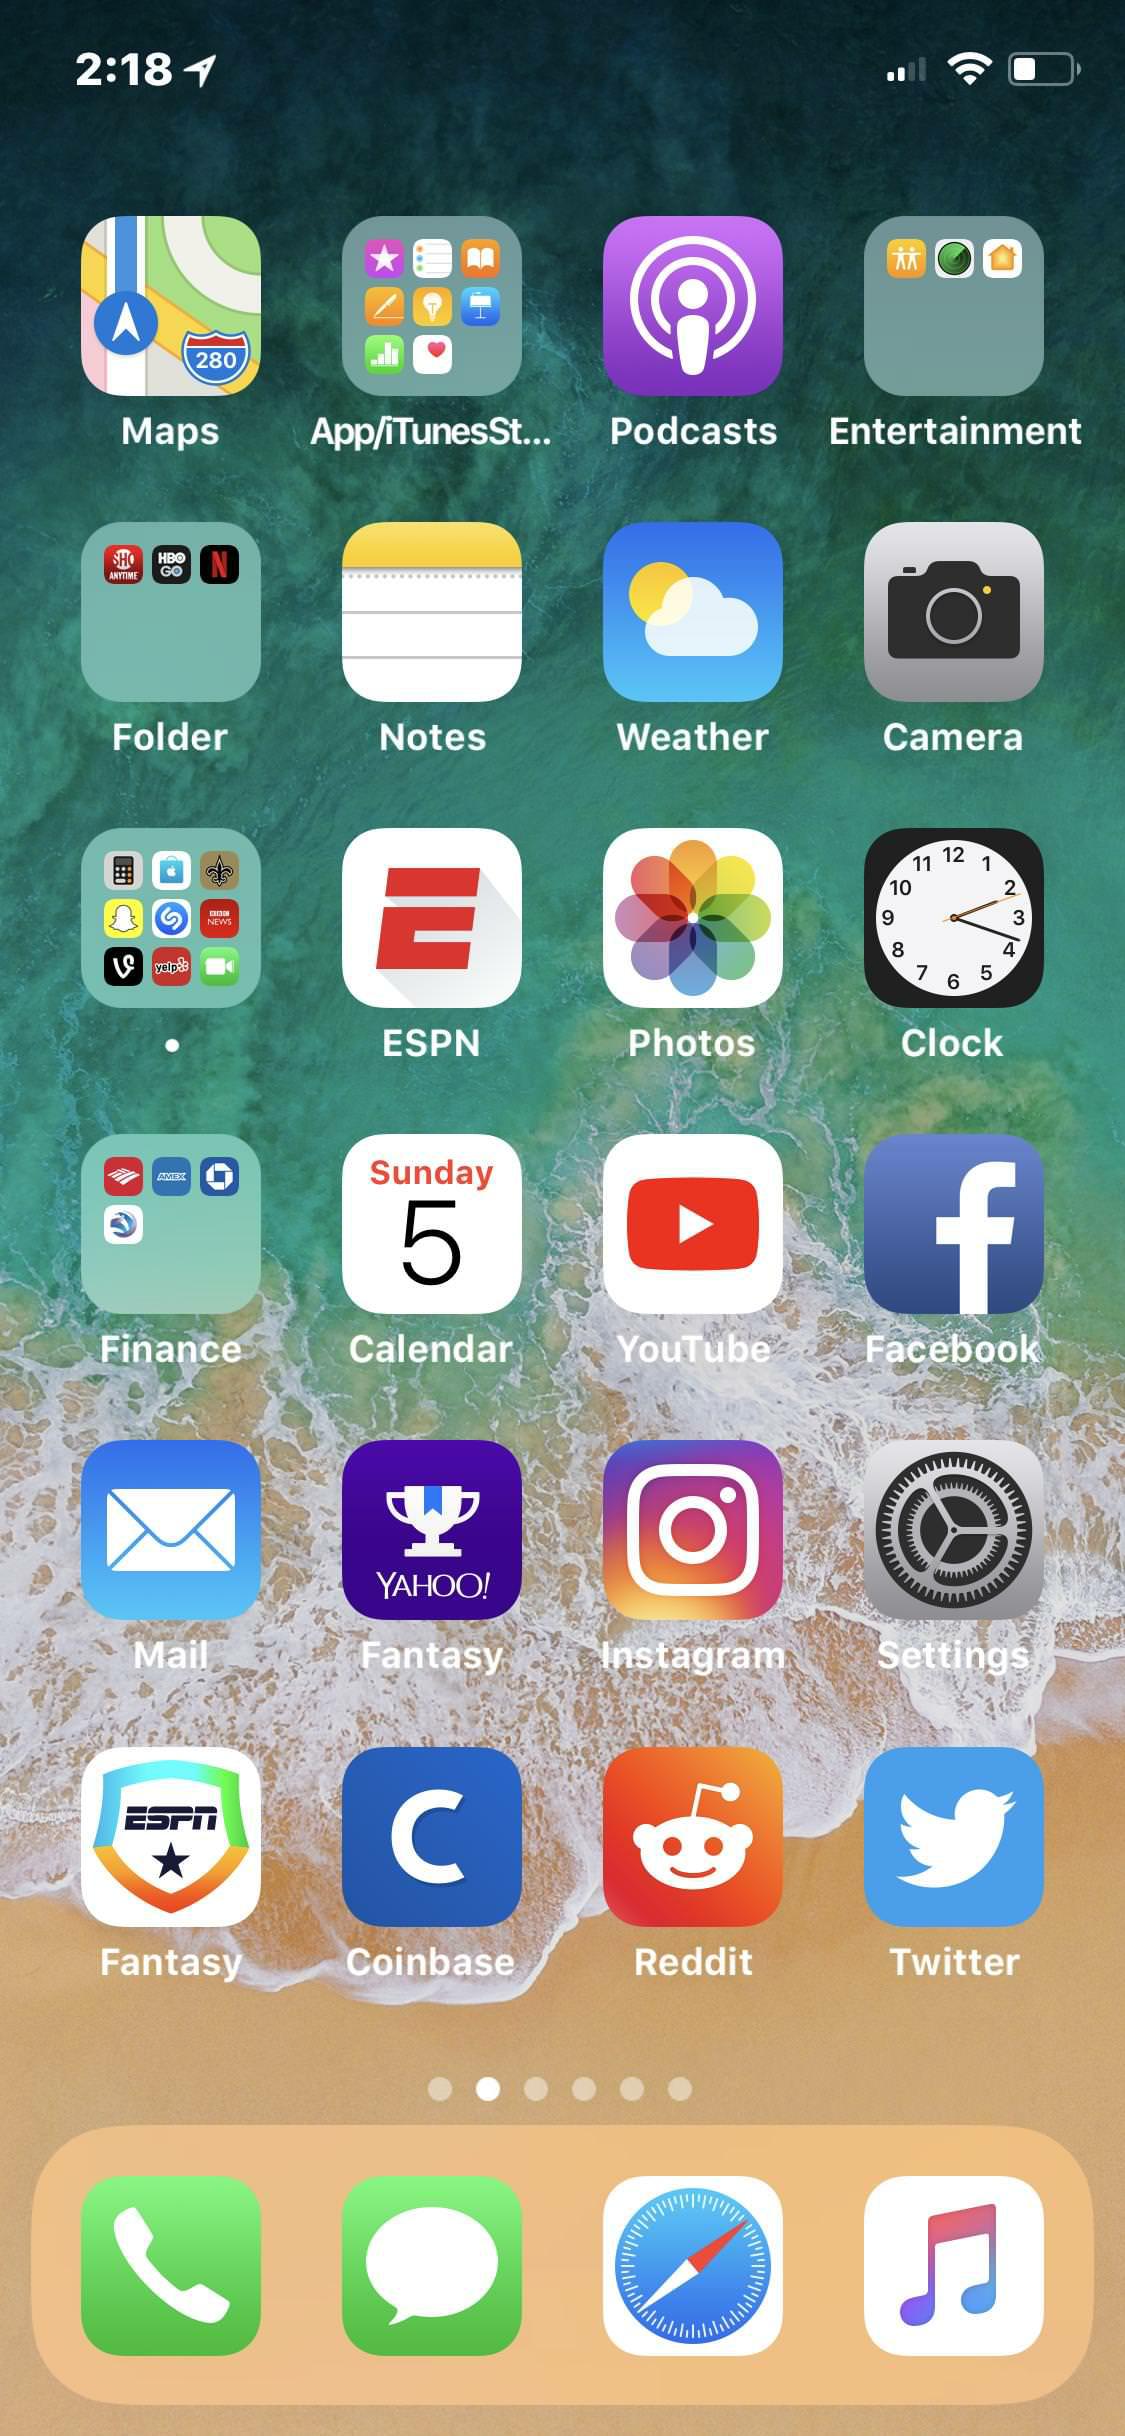 2:18
280
Maps
App/iTunesSt...
Podcasts
Entertainment
SHO
ANYTIME
HBO
GO
N
Folder
Notes
Weather
Camera
BBC
NEWS
yelp
•
ESPN
Photos
12
11 1
10 2
9 3
8 4
7 5
6
Clock
AMEX
Finance
Sunday
5
Calendar
YouTube
f
Facebook
Mail
YAHOO!
Fantasy
Instagram
Settings
ESPN
Fantasy
C
Coinbase
Reddit
Twitter